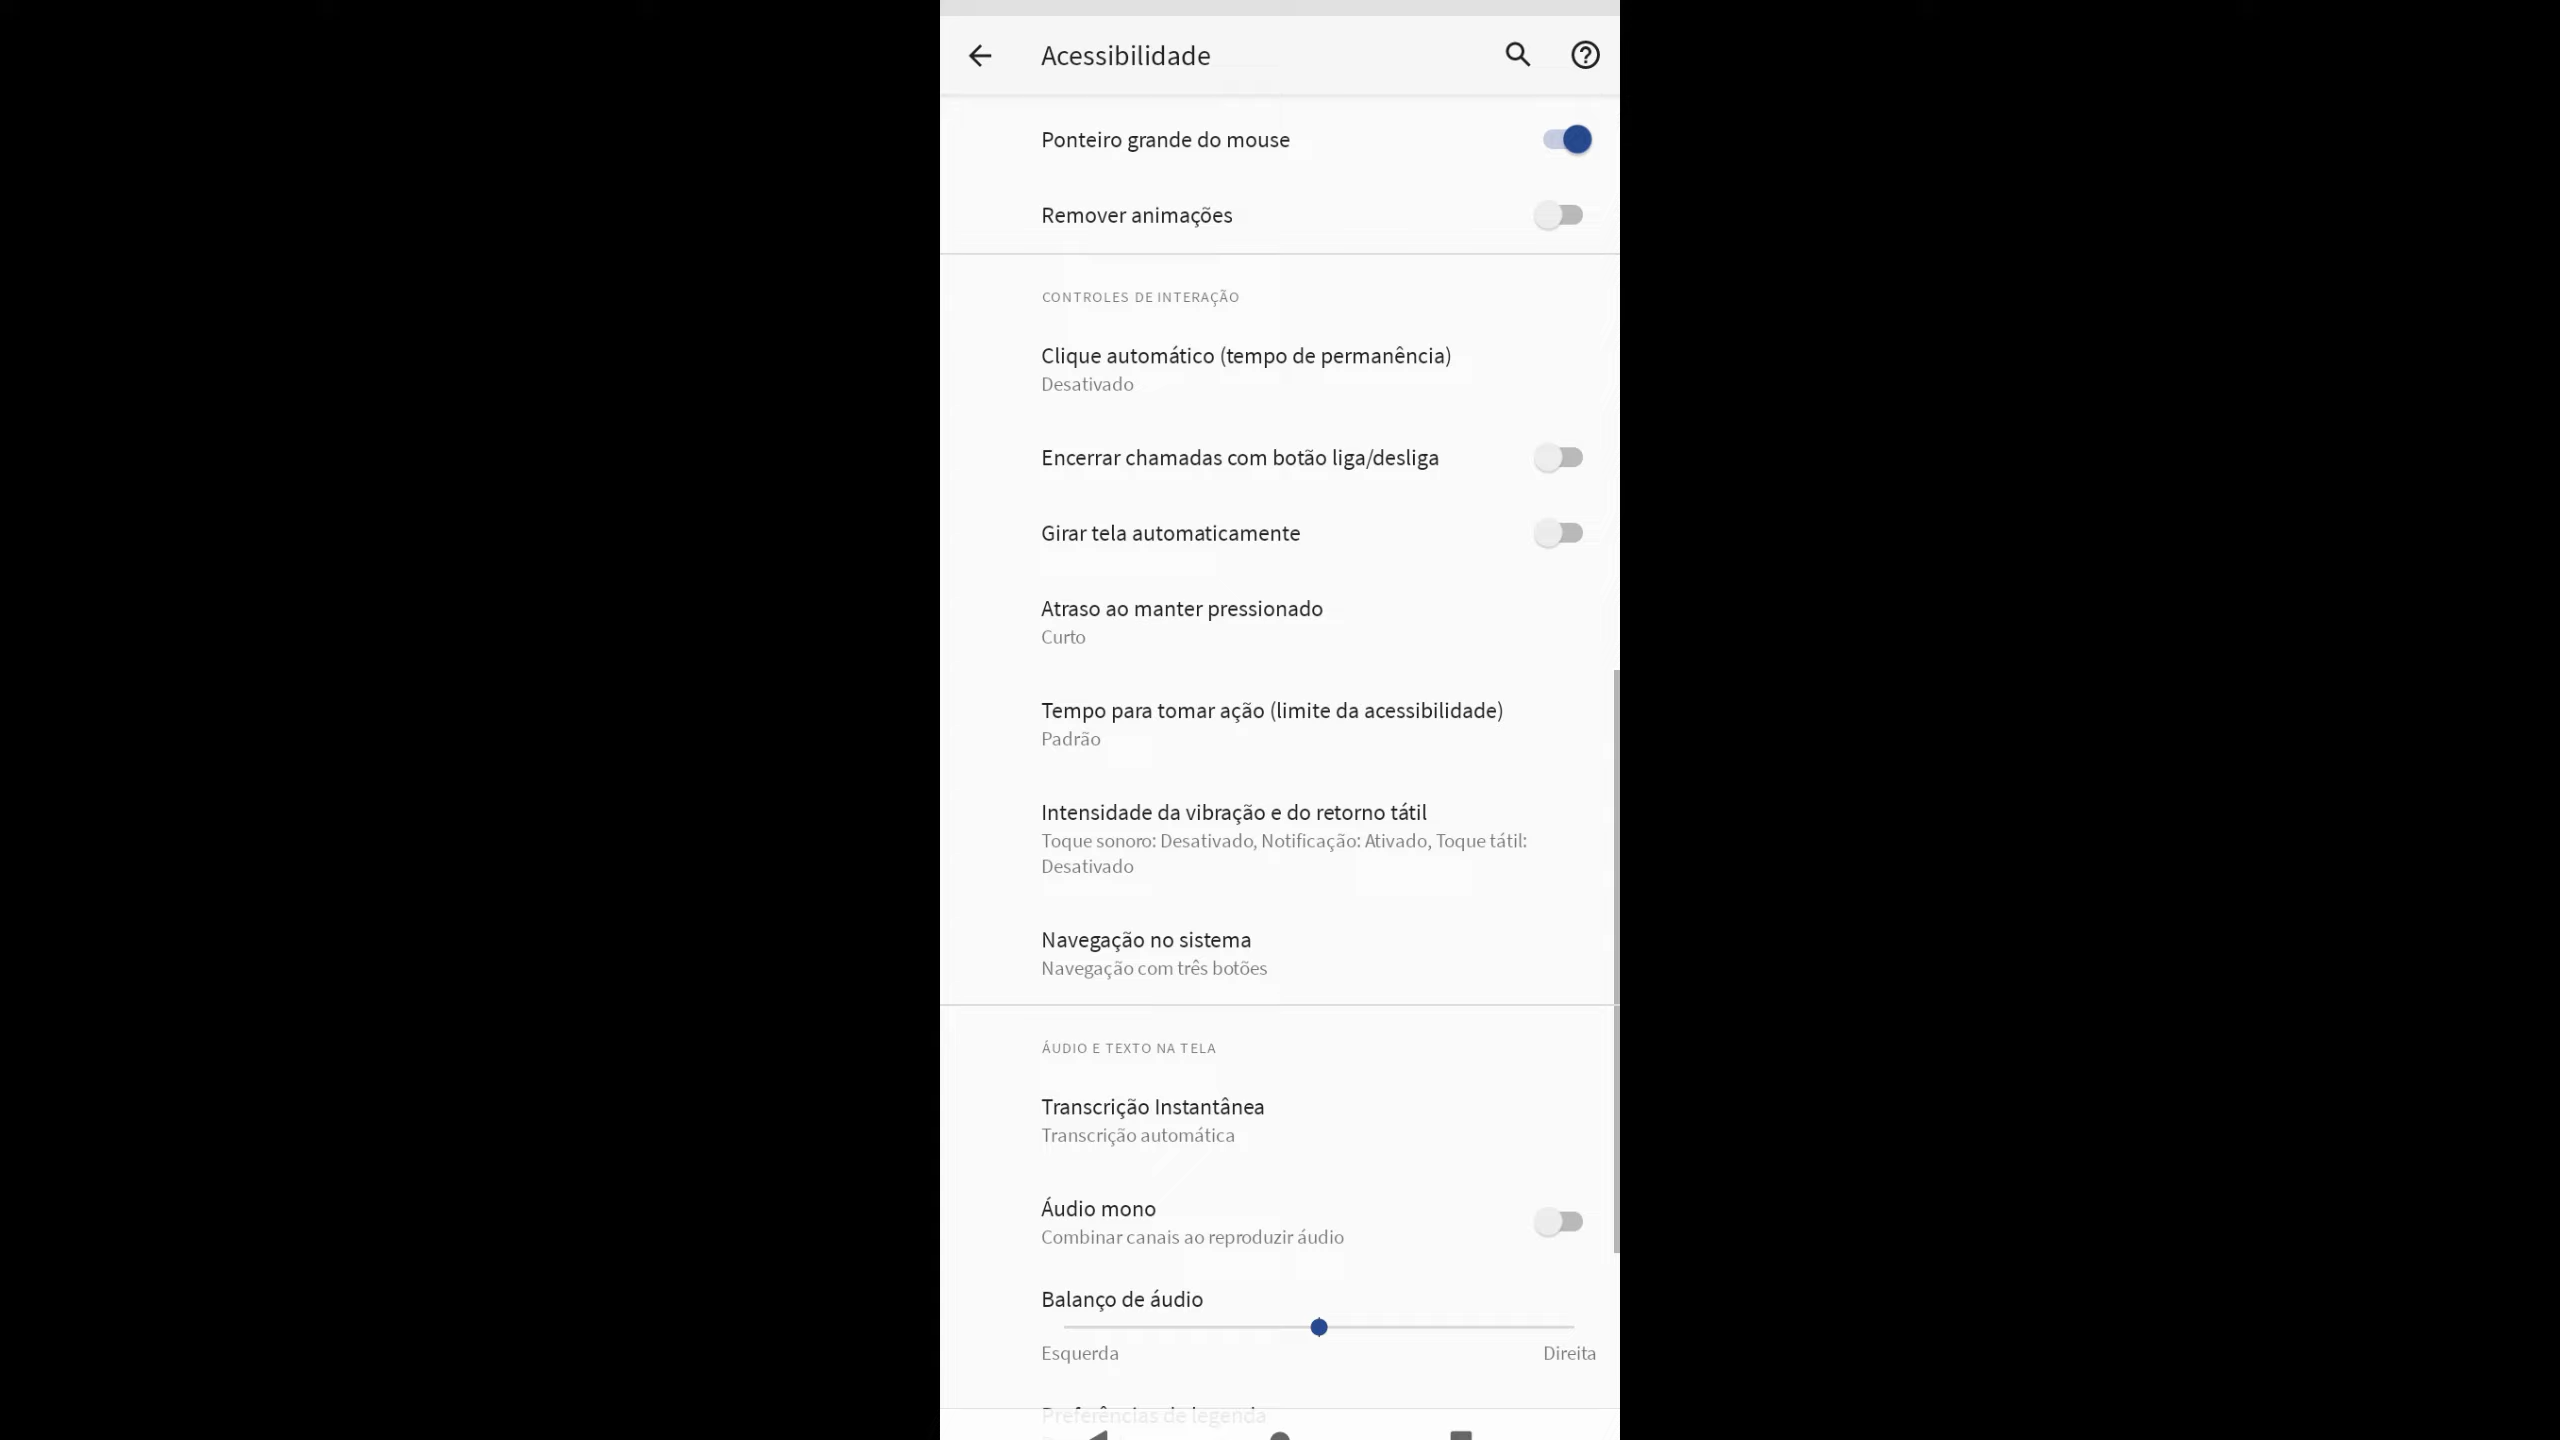 Acessibilidade
Ponteiro grande do mouse
Remover animações
CONTROLES DE INTERAÇÃO
Clique automático (tempo de permanência)
Desativado
Encerrar chamadas com botão liga/desliga
Girar tela automaticamente
Atraso ao manter pressionado
Curto
Tempo para tomar ação (limite da acessibilidade)
Padrão
Intensidade da vibração e do retorno tátil
Toque sonoro: Desativado, Notificação: Ativado, Toque tátil:
Desativado
Navegação no sistema
Navegação com três botões
ÁUDIO E TEXTO NA TELA
Transcrição Instantânea
Transcrição automática
Áudio mono
Combinar canais ao reproduzir áudio
Balanço de áudio
Esquerda Direita
Preferências de legenda